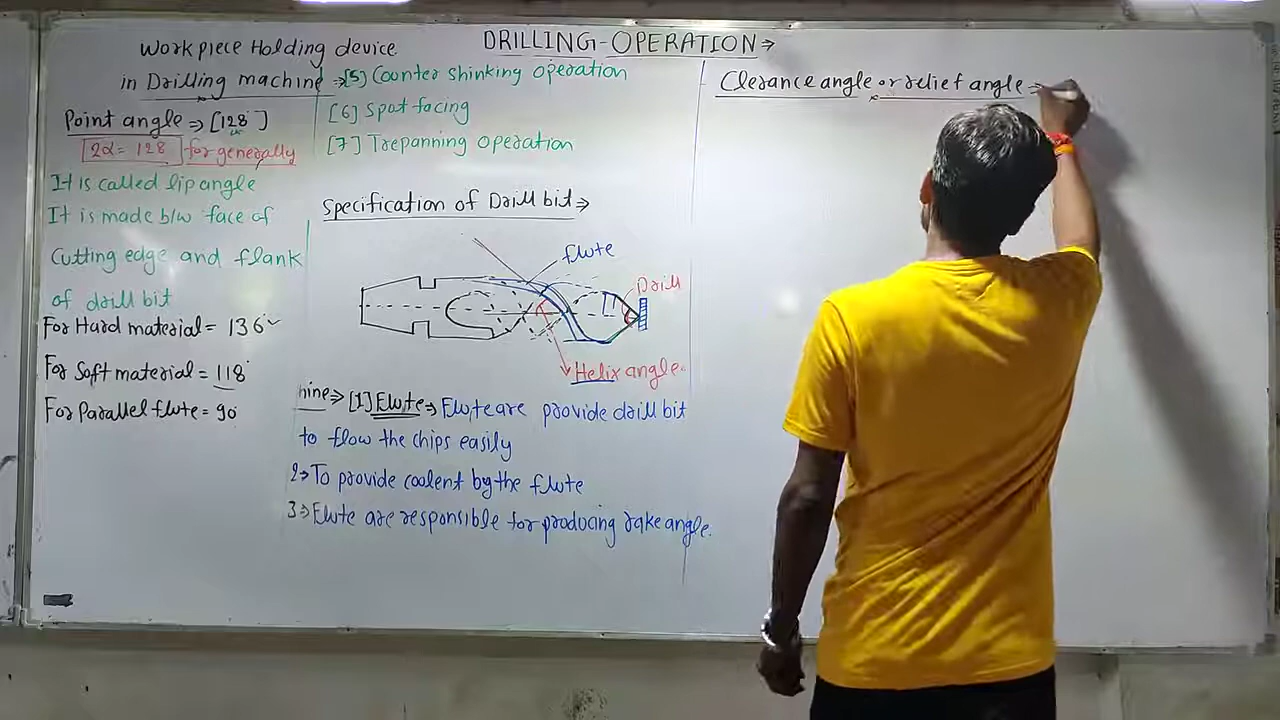 DRILLING-OPERATION⇒
Workpiece Holding device
in Drilling machine ⇒
Point angle ⇒ [128°]
2α = 128 for generally
It is called lip angle
It is made b/w face of
Cutting edge and flank
of drill bit
For Hard material = 136
For Soft material = 118
For Parallel flute = 90
[5] Counter shinking operation
[6] Spot facing
[7] Trepanning operation
Specification of Drill bit ⇒
flute
Drill
Helix angle.
hine ⇒ [1] Flute ⇒ Flute are provide drill bit
to flow the chips easily
2⇒ To provide coolent by the flute
3⇒ Flute are responsible for producing rake angle.
Clerance angle or relief angle ⇒